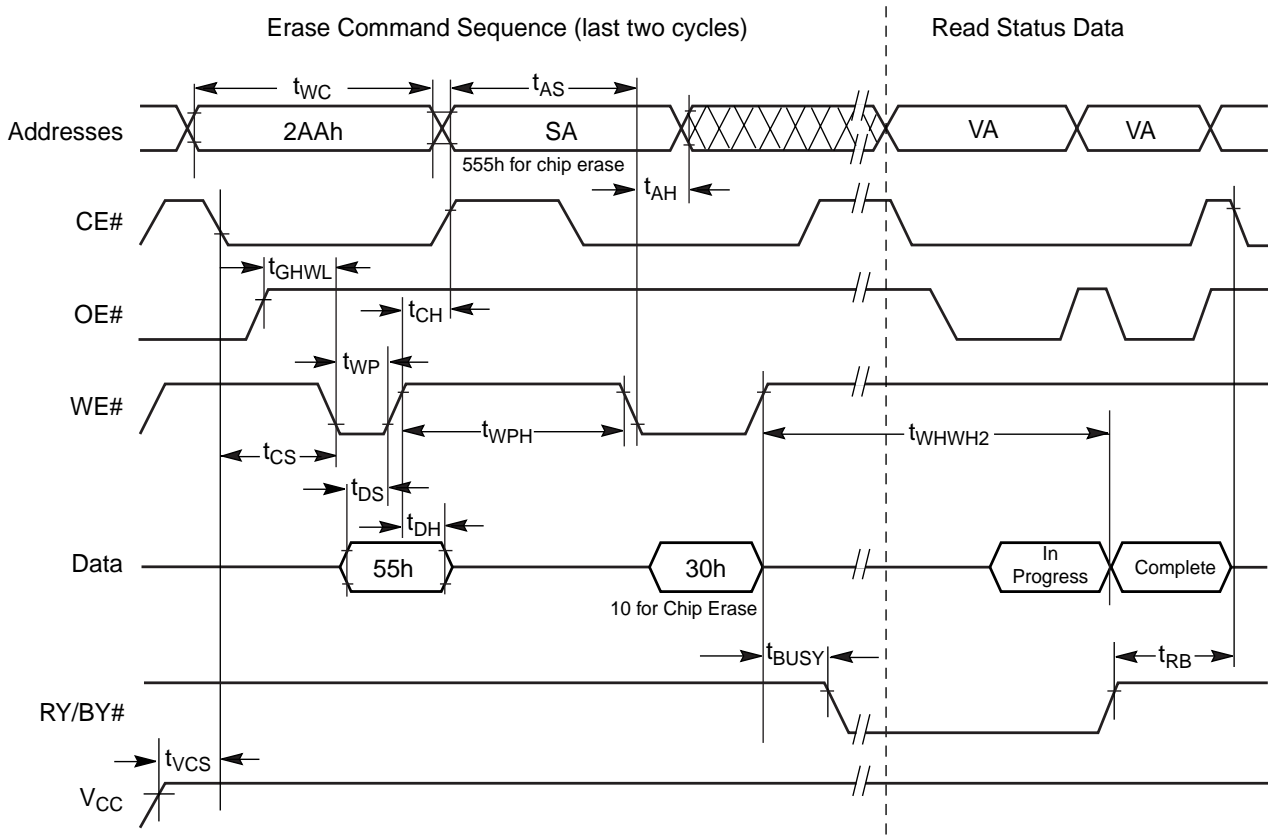 Erase Command Sequence (last two cycles)
Read Status Data
tWC
tAS
Addresses
2AAh
SA
VA
VA
555h for chip erase
tAH
CE#
tGHWL
OE#
tCH
tWP
WE#
tWPH
tWHWH2
tCS
tDS
tDH
Data
55h
30h
In
Progress
Complete
10 for Chip Erase
tBUSY
tRB
RY/BY#
tVCS
VCC